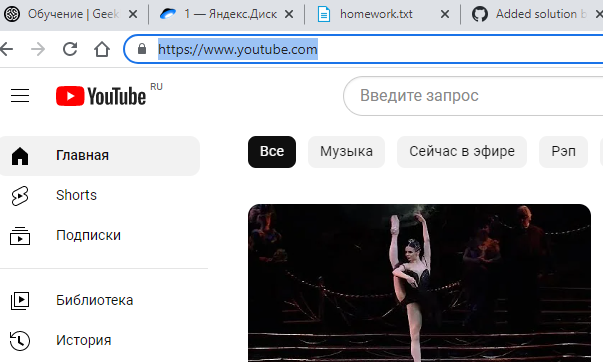 Обучение | Geek
1 — Яндекс.Диск
homework.txt
Added solution b
https://www.youtube.com
YouTube RU
Введите запрос
Главная
Все
Музыка
Сейчас в эфире
Рэп
Shorts
Подписки
Библиотека
История